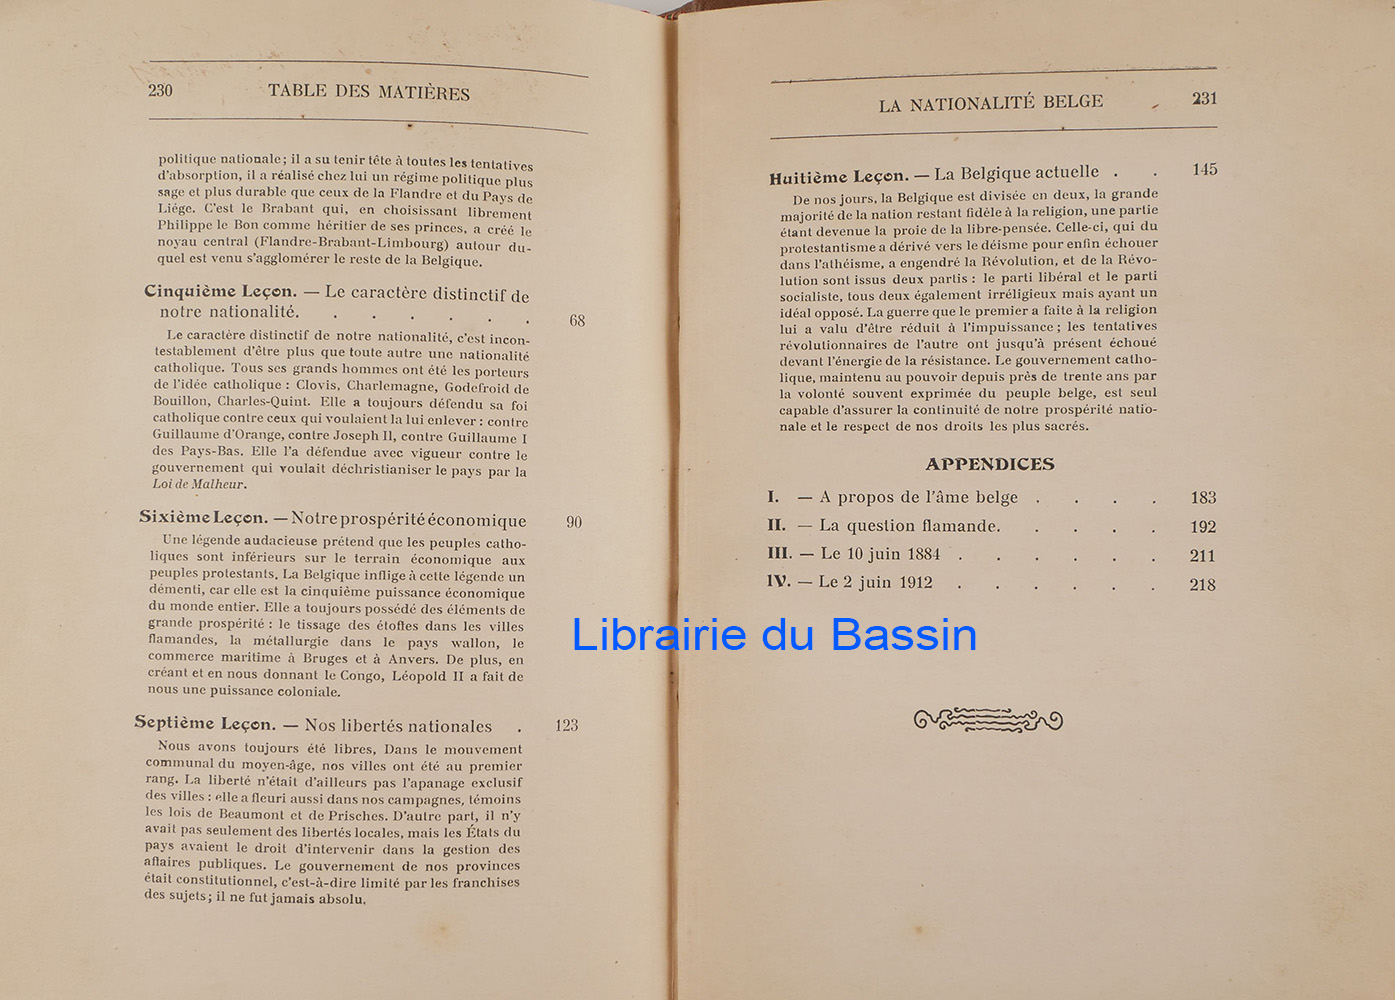 230 TABLE DES MATIÈRES
politique nationale; il a su tenir tête à toutes les tentatives
d'absorption, il a réalisé chez lui un régime politique plus
sage et plus durable que ceux de la Flandre et du Pays de
Liége. C'est le Brabant qui, en choisissant librement
Philippe le Bon comme héritier de ses princes, a créé le
noyau central (Flandre-Brabant-Limbourg) autour du-
quel est venu s'agglomérer le reste de la Belgique.
Cinquième Leçon. — Le caractère distinctif de
notre nationalité. . . . . . . 68
Le caractère distinctif de notre nationalité, c'est incon-
testablement d'être plus que toute autre une nationalité
catholique. Tous ses grands hommes ont été les porteurs
de l'idée catholique : Clovis, Charlemagne, Godefroid de
Bouillon, Charles-Quint. Elle a toujours défendu sa foi
catholique contre ceux qui voulaient la lui enlever : contre
Guillaume d'Orange, contre Joseph II, contre Guillaume I
des Pays-Bas. Elle l'a défendue avec vigueur contre le
gouvernement qui voulait déchristianiser le pays par la
Loi de Malheur.
Sixième Leçon. — Notre prospérité économique 90
Une légende audacieuse prétend que les peuples catho-
liques sont inférieurs sur le terrain économique aux
peuples protestants. La Belgique inflige à cette légende un
démenti, car elle est la cinquième puissance économique
du monde entier. Elle a toujours possédé des éléments de
grande prospérité : le tissage des étoffes dans les villes
flamandes, la métallurgie dans le pays wallon, le
commerce maritime à Bruges et à Anvers. De plus, en
créant et en nous donnant le Congo, Léopold II a fait de
nous une puissance coloniale.
Septième Leçon. — Nos libertés nationales . 123
Nous avons toujours été libres, Dans le mouvement
communal du moyen-âge, nos villes ont été au premier
rang. La liberté n'était d'ailleurs pas l'apanage exclusif
des villes : elle a fleuri aussi dans nos campagnes, témoins
les lois de Beaumont et de Prisches. D'autre part, il n'y
avait pas seulement des libertés locales, mais les États du
pays avaient le droit d'intervenir dans la gestion des
affaires publiques. Le gouvernement de nos provinces
était constitutionnel, c'est-à-dire limité par les franchises
des sujets; il ne fut jamais absolu.
LA NATIONALITÉ BELGE 231
Huitième Leçon. — La Belgique actuelle . . 145
De nos jours, la Belgique est divisée en deux, la grande
majorité de la nation restant fidèle à la religion, une partie
étant devenue la proie de la libre-pensée. Celle-ci, qui du
protestantisme a dérivé vers le déisme pour enfin échouer
dans l'athéisme, a engendré la Révolution, et de la Révo-
lution sont issus deux partis : le parti libéral et le parti
socialiste, tous deux également irréligieux mais ayant un
idéal opposé. La guerre que le premier a faite à la religion
lui a valu d'être réduit à l'impuissance; les tentatives
révolutionnaires de l'autre ont jusqu'à présent échoué
devant l'énergie de la résistance. Le gouvernement catho-
lique, maintenu au pouvoir depuis près de trente ans par
la volonté souvent exprimée du peuple belge, est seul
capable d'assurer la continuité de notre prospérité natio-
nale et le respect de nos droits les plus sacrés.
APPENDICES
I. — A propos de l'âme belge . . . . 183
II. — La question flamande. . . . . 192
III. — Le 10 juin 1884 . . . . . . 211
IV. — Le 2 juin 1912 . . . . . . 218
Librairie du Bassin